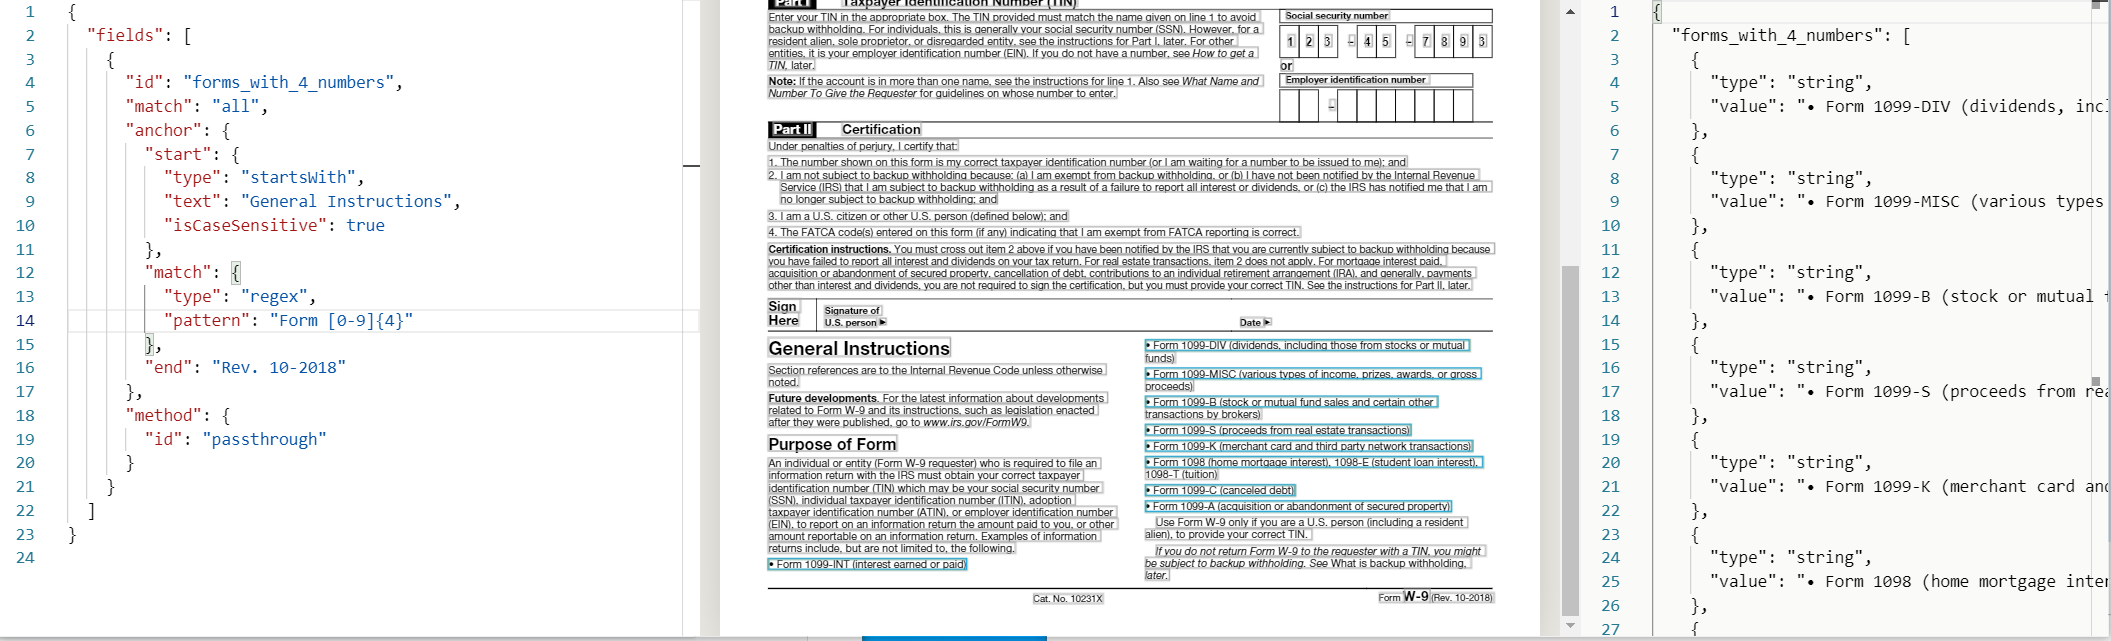 1 {
2 "fields": [
3 {
4 "id": "forms_with_4_numbers",
5 "match": "all",
6 "anchor": {
7 "start": {
8 "type": "startsWith",
9 "text": "General Instructions",
10 "isCaseSensitive": true
11 },
12 "match": {
13 "type": "regex",
14 "pattern": "Form [0-9]{4}"
15 },
16 "end": "Rev. 10-2018"
17 },
18 "method": {
19 "id": "passthrough"
20 }
21 }
22 ]
23 }
24
Part I Taxpayer Identification Number (TIN)
Enter your TIN in the appropriate box. The TIN provided must match the name given on line 1 to avoid
backup withholding. For individuals, this is generally your social security number (SSN). However, for a
resident alien, sole proprietor, or disregarded entity, see the instructions for Part I, later. For other
entities, it is your employer identification number (EIN). If you do not have a number, see How to get a
TIN, later.
Note: If the account is in more than one name, see the instructions for line 1. Also see What Name and
Number To Give the Requester for guidelines on whose number to enter.
Social security number
1 2 3 – 4 5 – 7 8 9 3
or
Employer identification number
–
Part II Certification
Under penalties of perjury, I certify that:
1. The number shown on this form is my correct taxpayer identification number (or I am waiting for a number to be issued to me); and
2. I am not subject to backup withholding because: (a) I am exempt from backup withholding, or (b) I have not been notified by the Internal Revenue
Service (IRS) that I am subject to backup withholding as a result of a failure to report all interest or dividends, or (c) the IRS has notified me that I am
no longer subject to backup withholding; and
3. I am a U.S. citizen or other U.S. person (defined below); and
4. The FATCA code(s) entered on this form (if any) indicating that I am exempt from FATCA reporting is correct.
Certification instructions. You must cross out item 2 above if you have been notified by the IRS that you are currently subject to backup withholding because
you have failed to report all interest and dividends on your tax return. For real estate transactions, item 2 does not apply. For mortgage interest paid,
acquisition or abandonment of secured property, cancellation of debt, contributions to an individual retirement arrangement (IRA), and generally, payments
other than interest and dividends, you are not required to sign the certification, but you must provide your correct TIN. See the instructions for Part II, later.
Sign
Here
Signature of
U.S. person ▶
Date ▶
General Instructions
Section references are to the Internal Revenue Code unless otherwise
noted.
Future developments. For the latest information about developments
related to Form W-9 and its instructions, such as legislation enacted
after they were published, go to www.irs.gov/FormW9.
Purpose of Form
An individual or entity (Form W-9 requester) who is required to file an
information return with the IRS must obtain your correct taxpayer
identification number (TIN) which may be your social security number
(SSN), individual taxpayer identification number (ITIN), adoption
taxpayer identification number (ATIN), or employer identification number
(EIN), to report on an information return the amount paid to you, or other
amount reportable on an information return. Examples of information
returns include, but are not limited to, the following.
• Form 1099-INT (interest earned or paid)
• Form 1099-DIV (dividends, including those from stocks or mutual
funds)
• Form 1099-MISC (various types of income, prizes, awards, or gross
proceeds)
• Form 1099-B (stock or mutual fund sales and certain other
transactions by brokers)
• Form 1099-S (proceeds from real estate transactions)
• Form 1099-K (merchant card and third party network transactions)
• Form 1098 (home mortgage interest), 1098-E (student loan interest),
1098-T (tuition)
• Form 1099-C (canceled debt)
• Form 1099-A (acquisition or abandonment of secured property)
Use Form W-9 only if you are a U.S. person (including a resident
alien), to provide your correct TIN.
If you do not return Form W-9 to the requester with a TIN, you might
be subject to backup withholding. See What is backup withholding,
later.
Cat. No. 10231X
Form W-9 (Rev. 10-2018)
1 {
2 "forms_with_4_numbers": [
3 {
4 "type": "string",
5 "value": "• Form 1099-DIV (dividends, incl
6 },
7 {
8 "type": "string",
9 "value": "• Form 1099-MISC (various types
10 },
11 {
12 "type": "string",
13 "value": "• Form 1099-B (stock or mutual f
14 },
15 {
16 "type": "string",
17 "value": "• Form 1099-S (proceeds from rea
18 },
19 {
20 "type": "string",
21 "value": "• Form 1099-K (merchant card and
22 },
23 {
24 "type": "string",
25 "value": "• Form 1098 (home mortgage inter
26 },
27 {